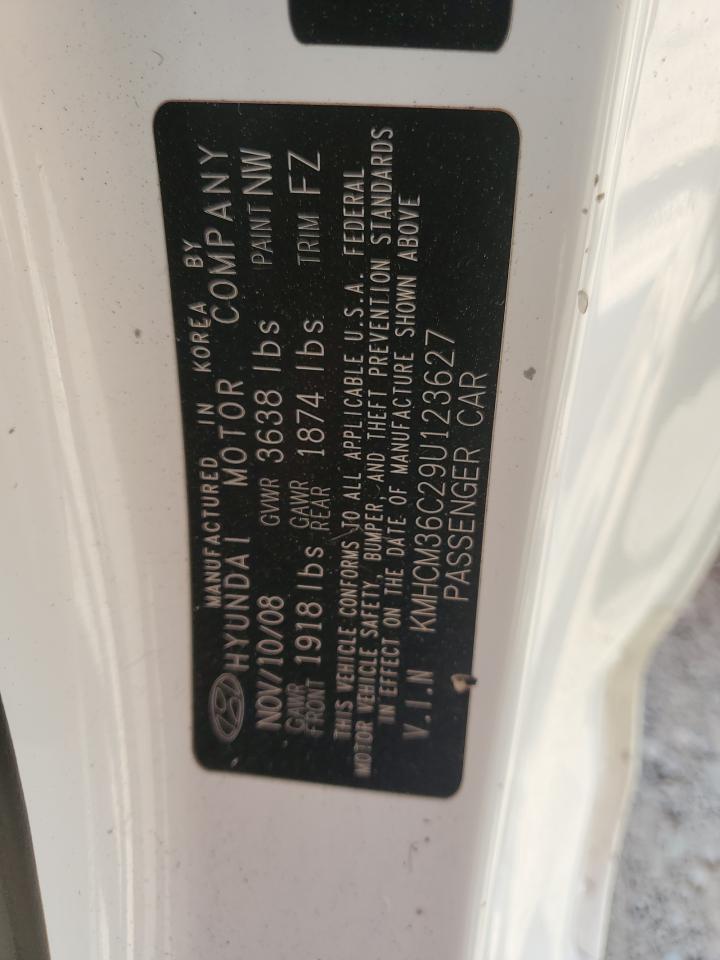 MANUFACTURED IN KOREA BY
HYUNDAI MOTOR COMPANY
NOV/10/08 GVWR 3638 lbs PAINT NW
GAWR FRONT 1918 lbs GAWR REAR 1874 lbs TRIM FZ
THIS VEHICLE CONFORMS TO ALL APPLICABLE U.S.A. FEDERAL
MOTOR VEHICLE SAFETY, BUMPER, AND THEFT PREVENTION STANDARDS
IN EFFECT ON THE DATE OF MANUFACTURE SHOWN ABOVE
V.I.N KMHCM36C29U123627
PASSENGER CAR